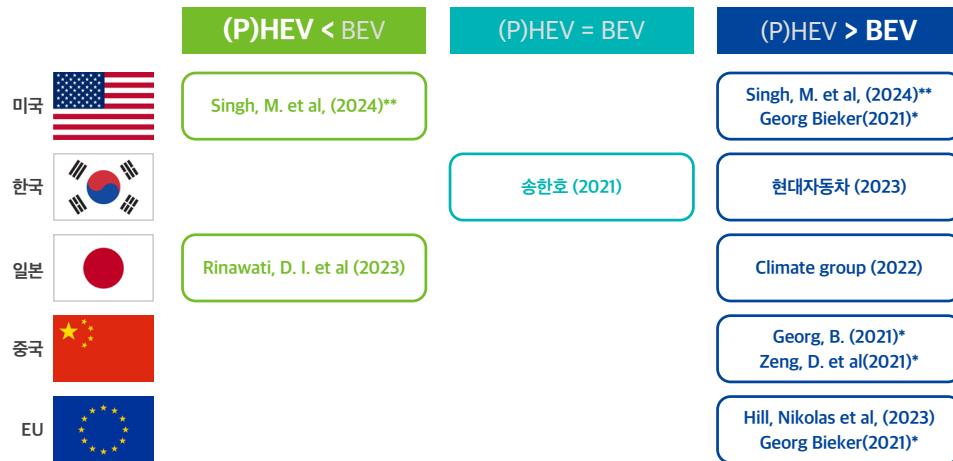 (P)HEV < BEV
(P)HEV = BEV
(P)HEV > BEV
미국
Singh, M. et al, (2024)**
Singh, M. et al, (2024)**
Georg Bieker(2021)*
한국
송한호 (2021)
현대자동차 (2023)
일본
Rinawati, D. I. et al (2023)
Climate group (2022)
중국
Georg, B. (2021)*
Zeng, D. et al(2021)*
EU
Hill, Nikolas et al, (2023)
Georg Bieker(2021)*